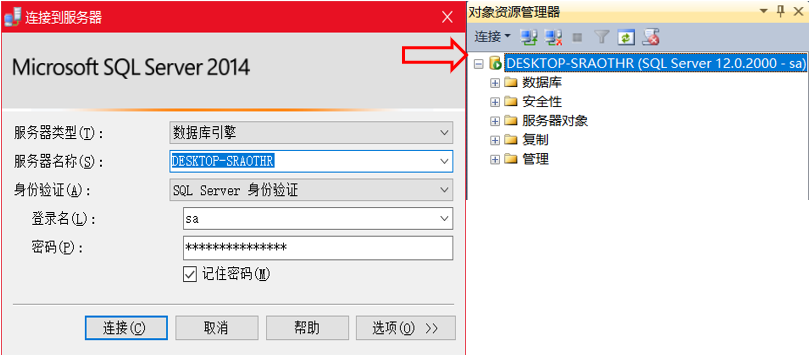 连接到服务器
Microsoft SQL Server 2014
服务器类型(T)：
数据库引擎
服务器名称(S)：
DESKTOP-SRAOTHR
身份验证(A)：
SQL Server 身份验证
登录名(L)：
sa
密码(P)：
***************
记住密码(M)
连接(C)
取消
帮助
选项(O) >>
对象资源管理器
连接
DESKTOP-SRAOTHR (SQL Server 12.0.2000 - sa)
数据库
安全性
服务器对象
复制
管理